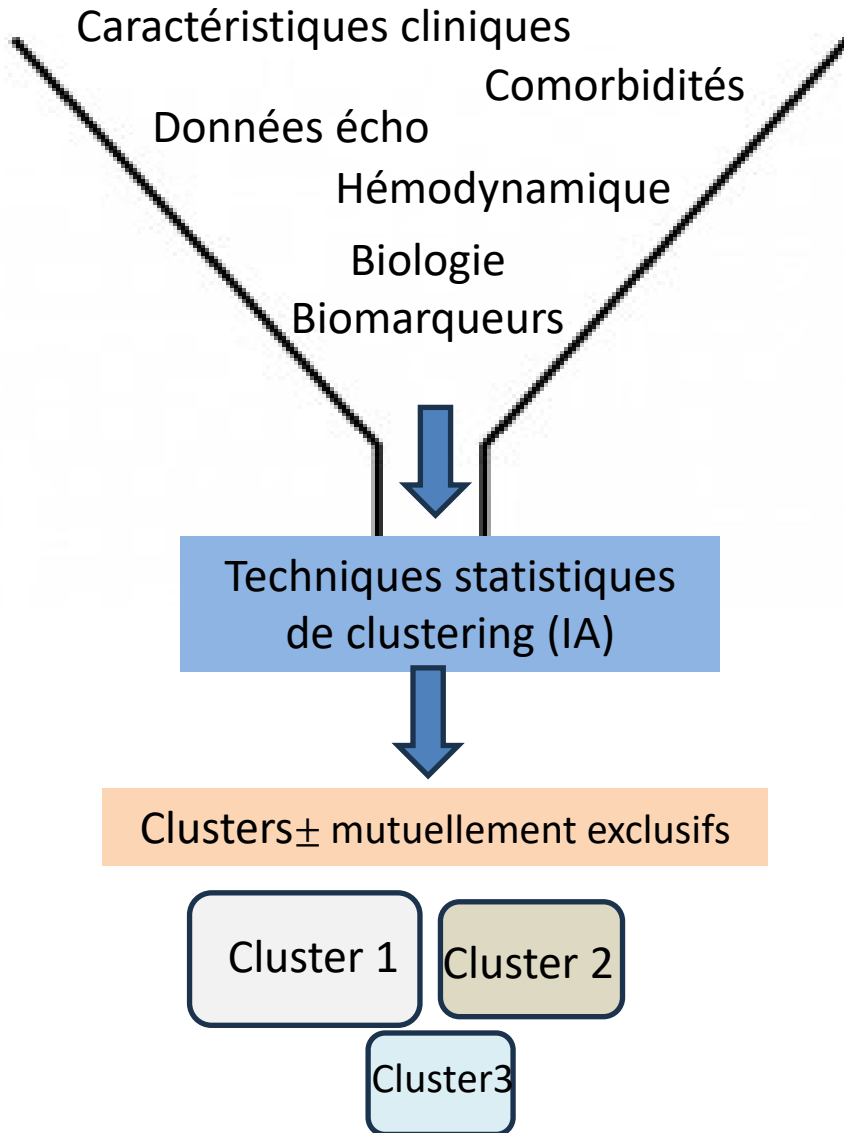 Caractéristiques cliniques
Comorbidités
Données écho
Hémodynamique
Biologie
Biomarqueurs
Techniques statistiques
de clustering (IA)
Clusters± mutuellement exclusifs
Cluster 1
Cluster 2
Cluster3